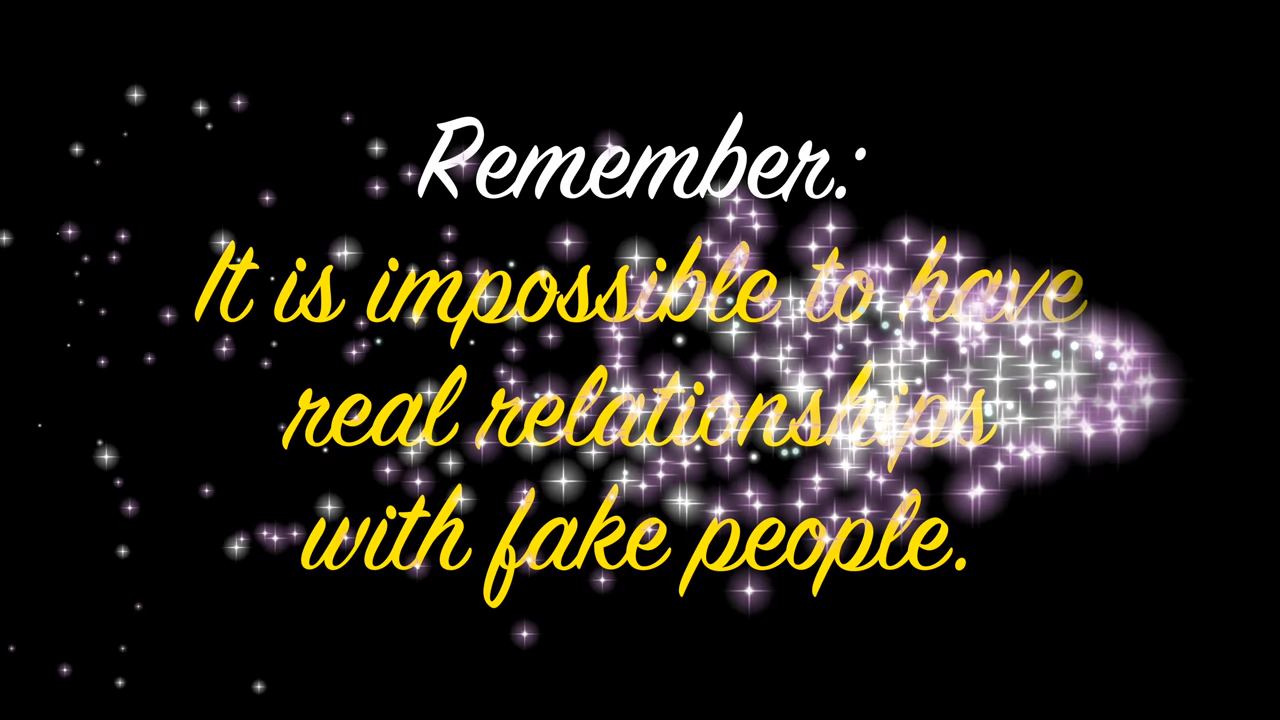 Remember:
It is impossible to have
real relationships
with fake people.